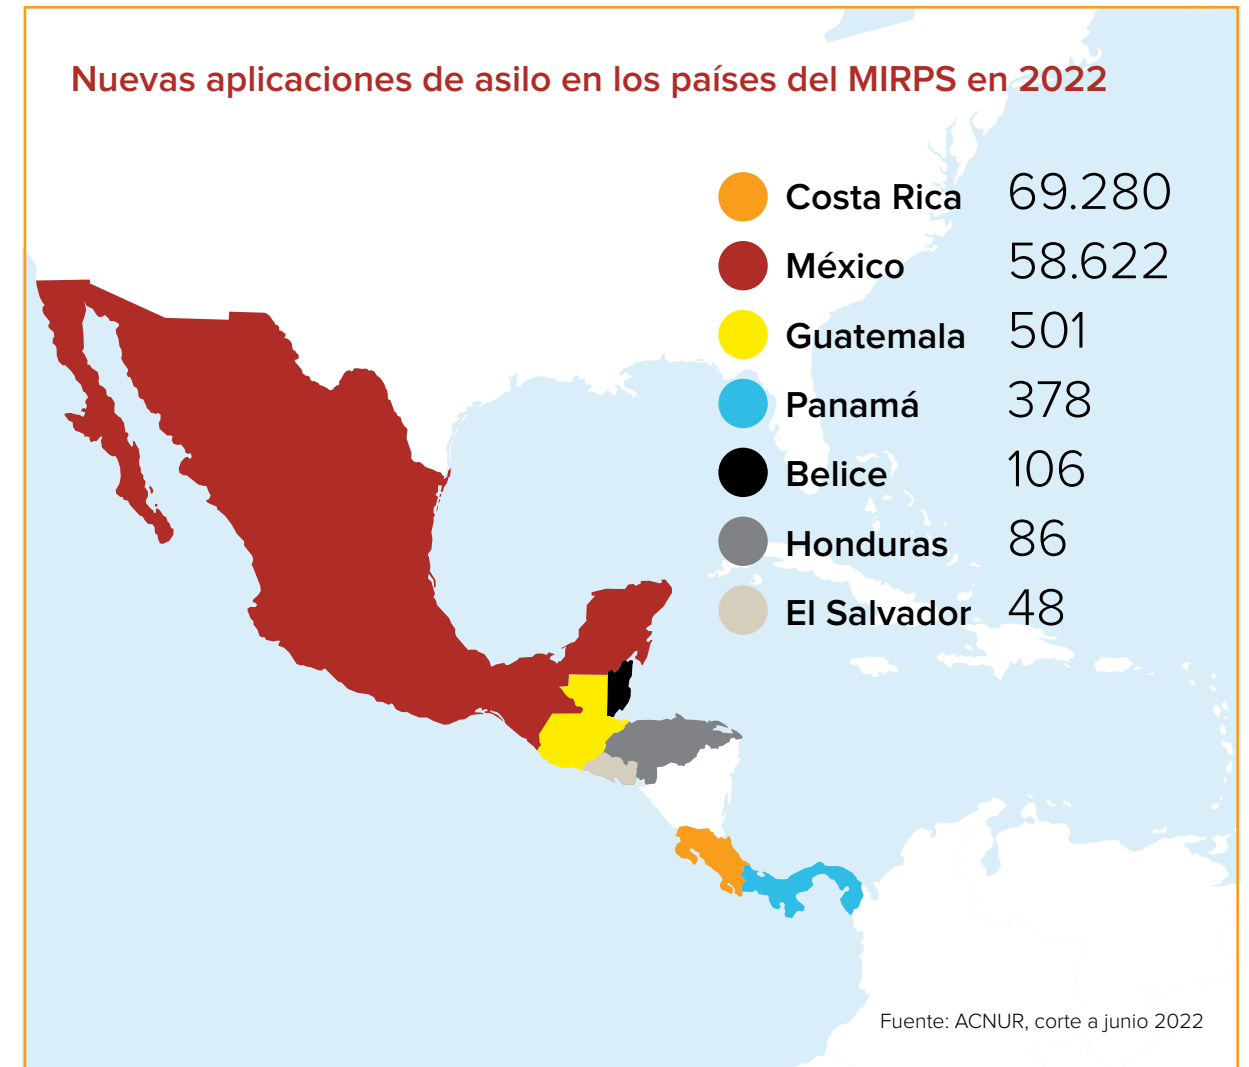 Nuevas aplicaciones de asilo en los países del MIRPS en 2022
Costa Rica 69.280
México 58.622
Guatemala 501
Panamá 378
Belice 106
Honduras 86
El Salvador 48
Fuente: ACNUR, corte a junio 2022